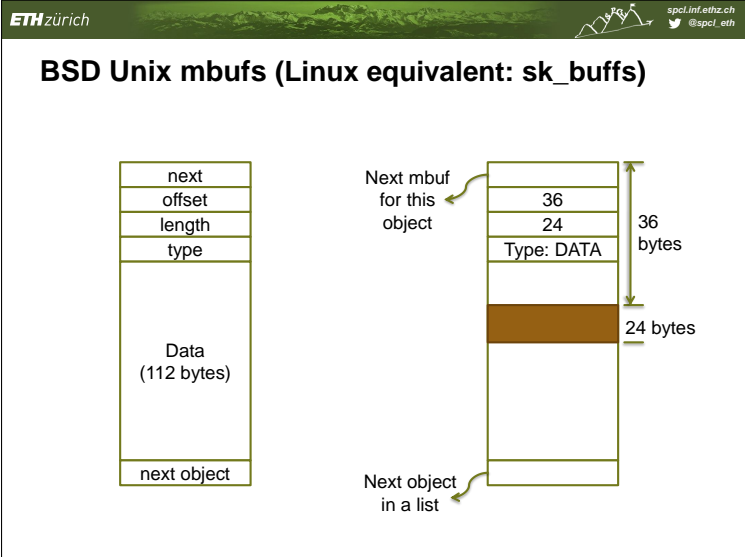 ETH zürich
spcl.inf.ethz.ch
@spcl_eth
BSD Unix mbufs (Linux equivalent: sk_buffs)
next
offset
length
type
Data
(112 bytes)
next object
Next mbuf
for this
object
36
24
Type: DATA
36
bytes
24 bytes
Next object
in a list